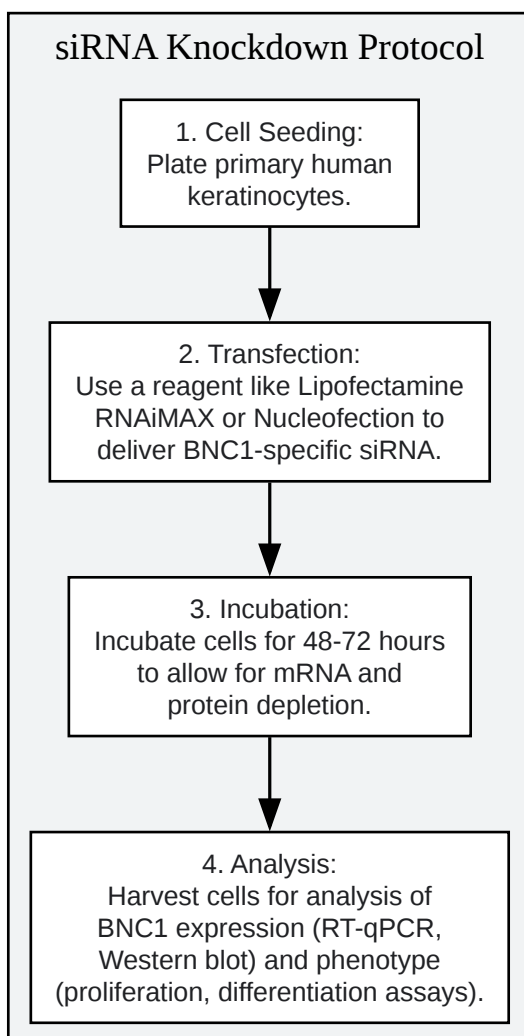 siRNA Knockdown Protocol
1. Cell Seeding:
Plate primary human
keratinocytes.
2. Transfection:
Use a reagent like Lipofectamine
RNAiMAX or Nucleofection to
deliver BNC1-specific siRNA.
3. Incubation:
Incubate cells for 48-72 hours
to allow for mRNA and
protein depletion.
4. Analysis:
Harvest cells for analysis of
BNC1 expression (RT-qPCR,
Western blot) and phenotype
(proliferation, differentiation assays).